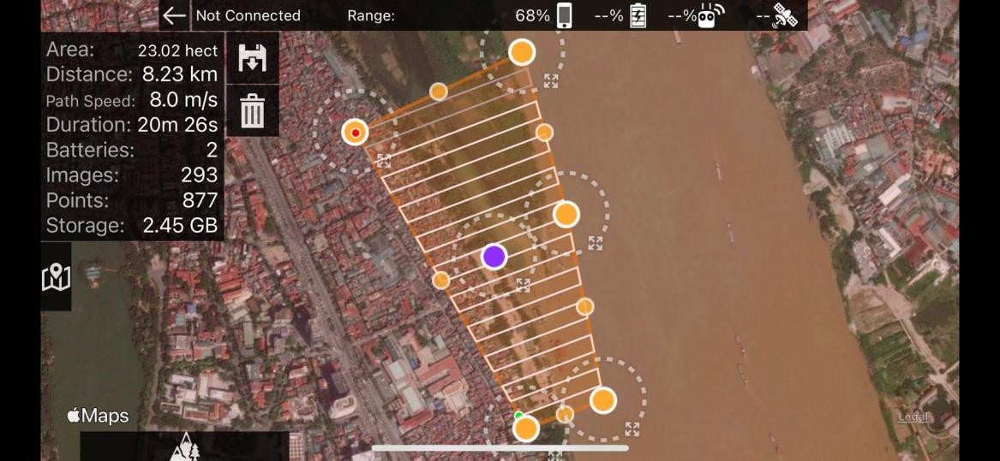 Not Connected Range: 68% --% --% --
Area: 23.02 hect
Distance: 8.23 km
Path Speed: 8.0 m/s
Duration: 20m 26s
Batteries: 2
Images: 293
Points: 877
Storage: 2.45 GB
Maps
Legal